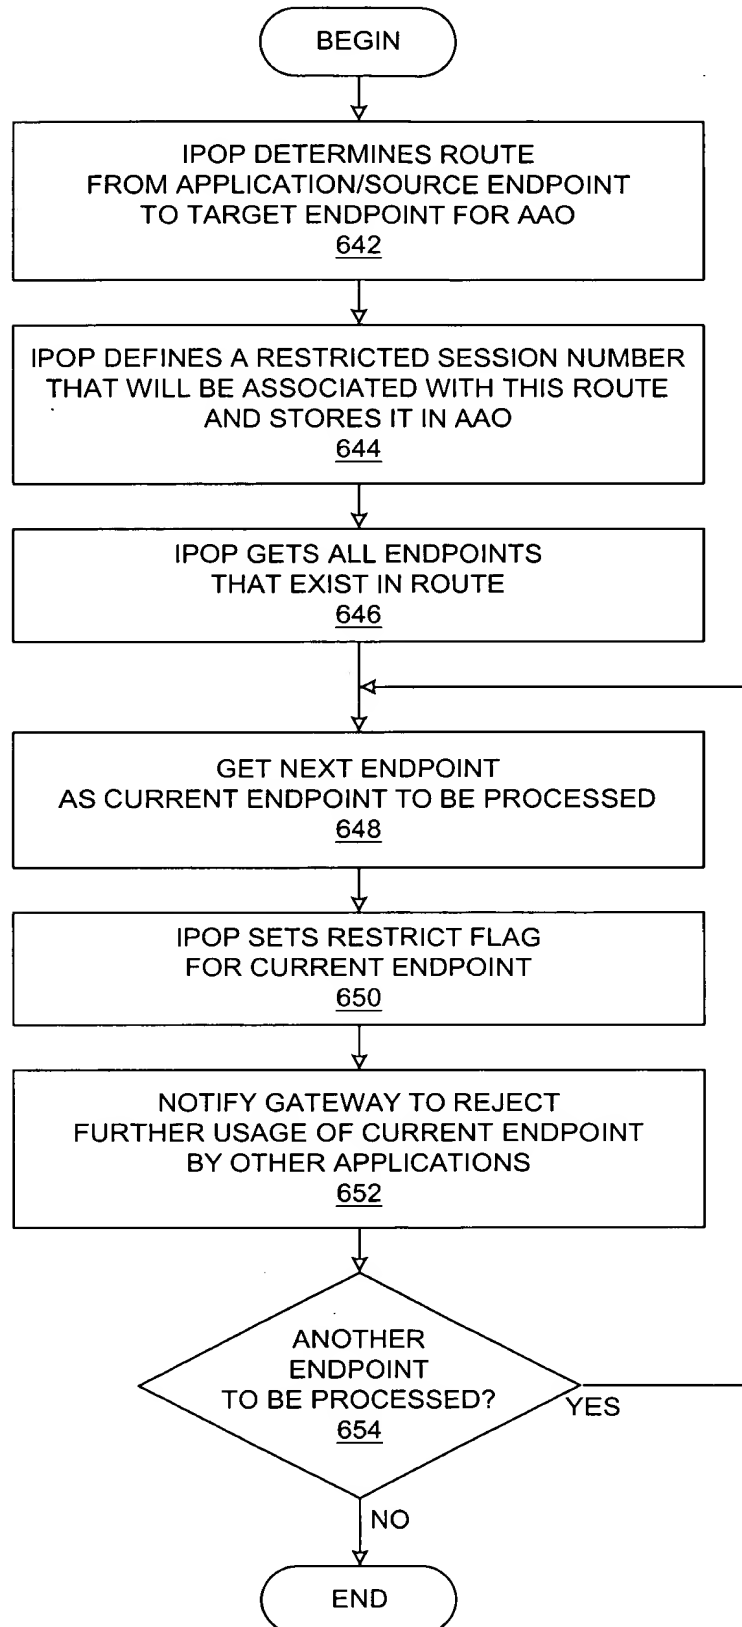 BEGIN
IPOP DETERMINES ROUTE
FROM APPLICATION/SOURCE ENDPOINT
TO TARGET ENDPOINT FOR AAO
642
IPOP DEFINES A RESTRICTED SESSION NUMBER
THAT WILL BE ASSOCIATED WITH THIS ROUTE
AND STORES IT IN AAO
644
IPOP GETS ALL ENDPOINTS
THAT EXIST IN ROUTE
646
GET NEXT ENDPOINT
AS CURRENT ENDPOINT TO BE PROCESSED
648
IPOP SETS RESTRICT FLAG
FOR CURRENT ENDPOINT
650
NOTIFY GATEWAY TO REJECT
FURTHER USAGE OF CURRENT ENDPOINT
BY OTHER APPLICATIONS
652
ANOTHER
ENDPOINT
TO BE PROCESSED?
654
YES
NO
END